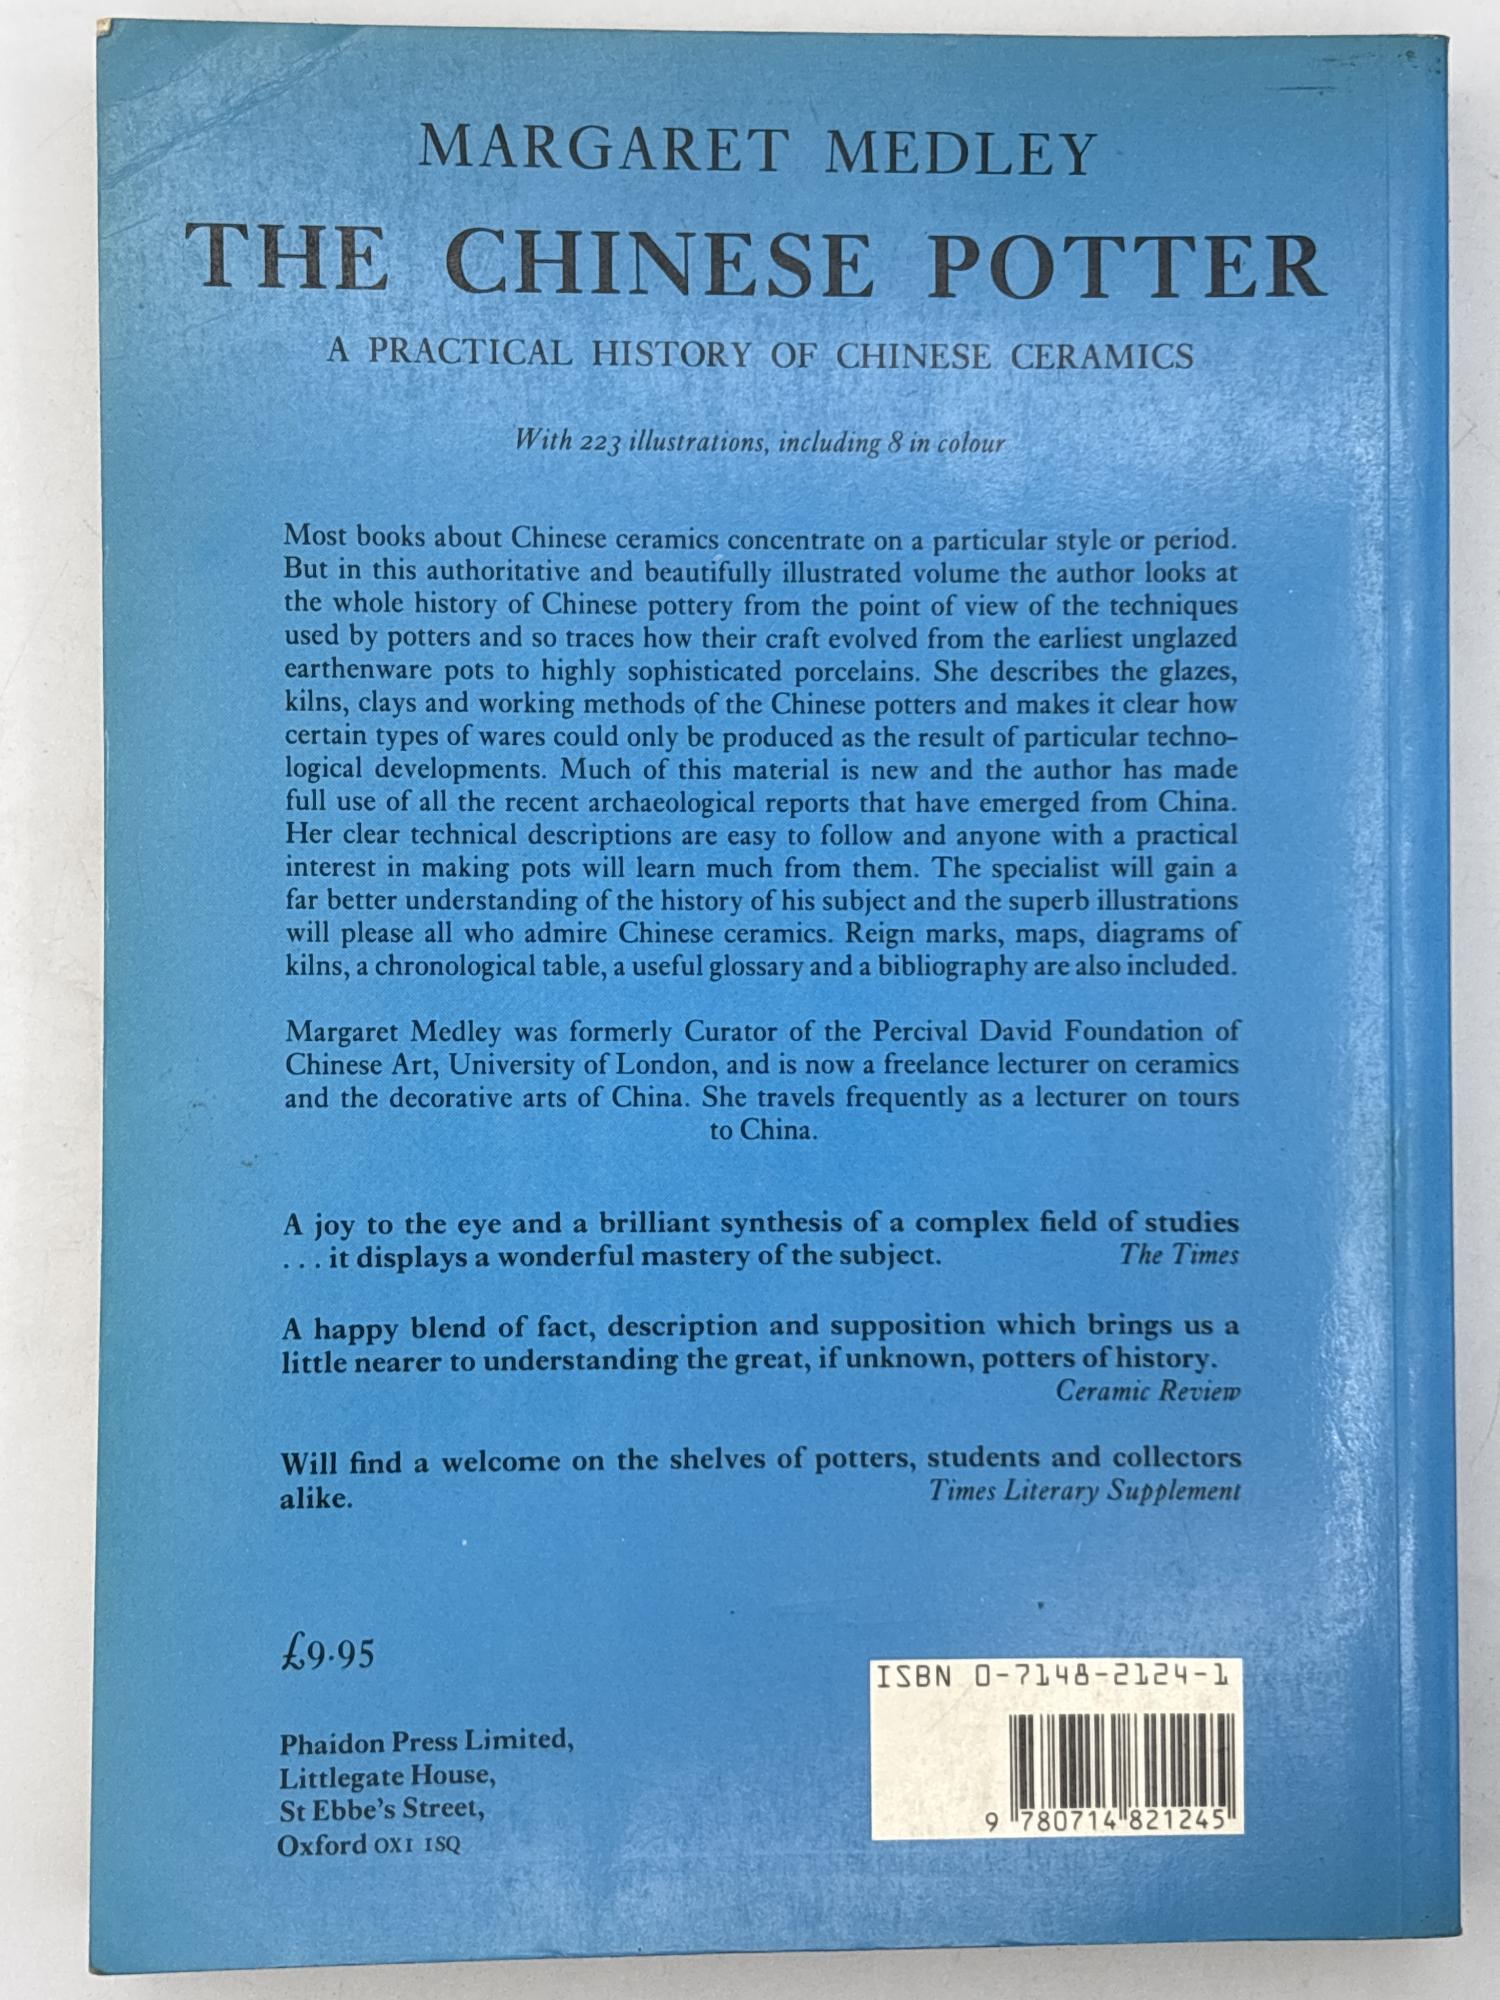 MARGARET MEDLEY
THE CHINESE POTTER
A PRACTICAL HISTORY OF CHINESE CERAMICS
With 223 illustrations, including 8 in colour
Most books about Chinese ceramics concentrate on a particular style or period.
But in this authoritative and beautifully illustrated volume the author looks at
the whole history of Chinese pottery from the point of view of the techniques
used by potters and so traces how their craft evolved from the earliest unglazed
earthenware pots to highly sophisticated porcelains. She describes the glazes,
kilns, clays and working methods of the Chinese potters and makes it clear how
certain types of wares could only be produced as the result of particular techno-
logical developments. Much of this material is new and the author has made
full use of all the recent archaeological reports that have emerged from China.
Her clear technical descriptions are easy to follow and anyone with a practical
interest in making pots will learn much from them. The specialist will gain a
far better understanding of the history of his subject and the superb illustrations
will please all who admire Chinese ceramics. Reign marks, maps, diagrams of
kilns, a chronological table, a useful glossary and a bibliography are also included.
Margaret Medley was formerly Curator of the Percival David Foundation of
Chinese Art, University of London, and is now a freelance lecturer on ceramics
and the decorative arts of China. She travels frequently as a lecturer on tours
to China.
A joy to the eye and a brilliant synthesis of a complex field of studies
. . . it displays a wonderful mastery of the subject. The Times
A happy blend of fact, description and supposition which brings us a
little nearer to understanding the great, if unknown, potters of history.
Ceramic Review
Will find a welcome on the shelves of potters, students and collectors
alike. Times Literary Supplement
£9·95
Phaidon Press Limited,
Littlegate House,
St Ebbe's Street,
Oxford OX1 1SQ
ISBN 0-7148-2124-1
9 780714 821245